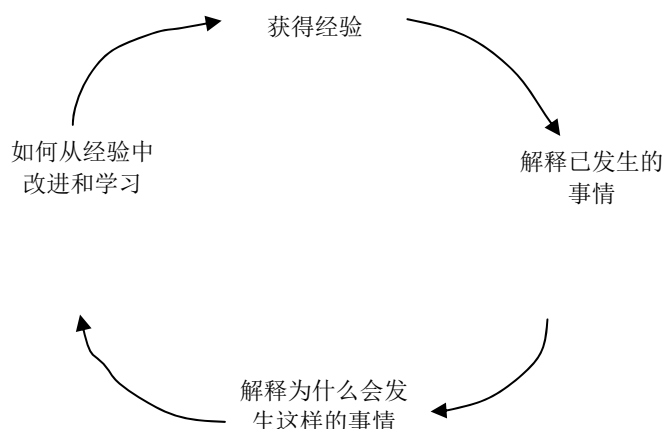 获得经验
解释已发生的
事情
解释为什么会发
生这样的事情
如何从经验中
改进和学习